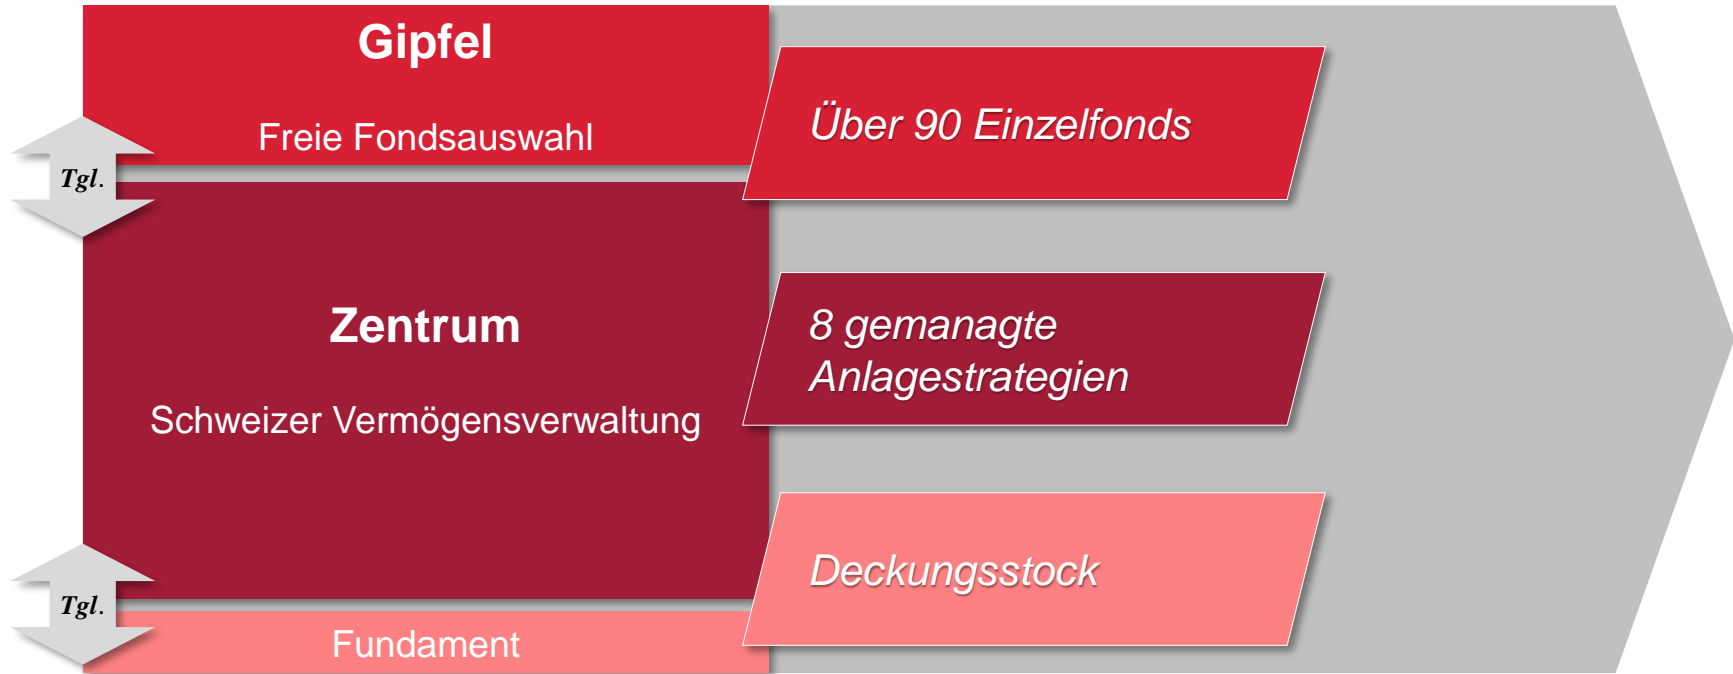 Gipfel
Freie Fondsauswahl
Über 90 Einzelfonds
Tgl.
Zentrum
Schweizer Vermögensverwaltung
8 gemanagte
Anlagestrategien
Tgl.
Fundament
Deckungsstock